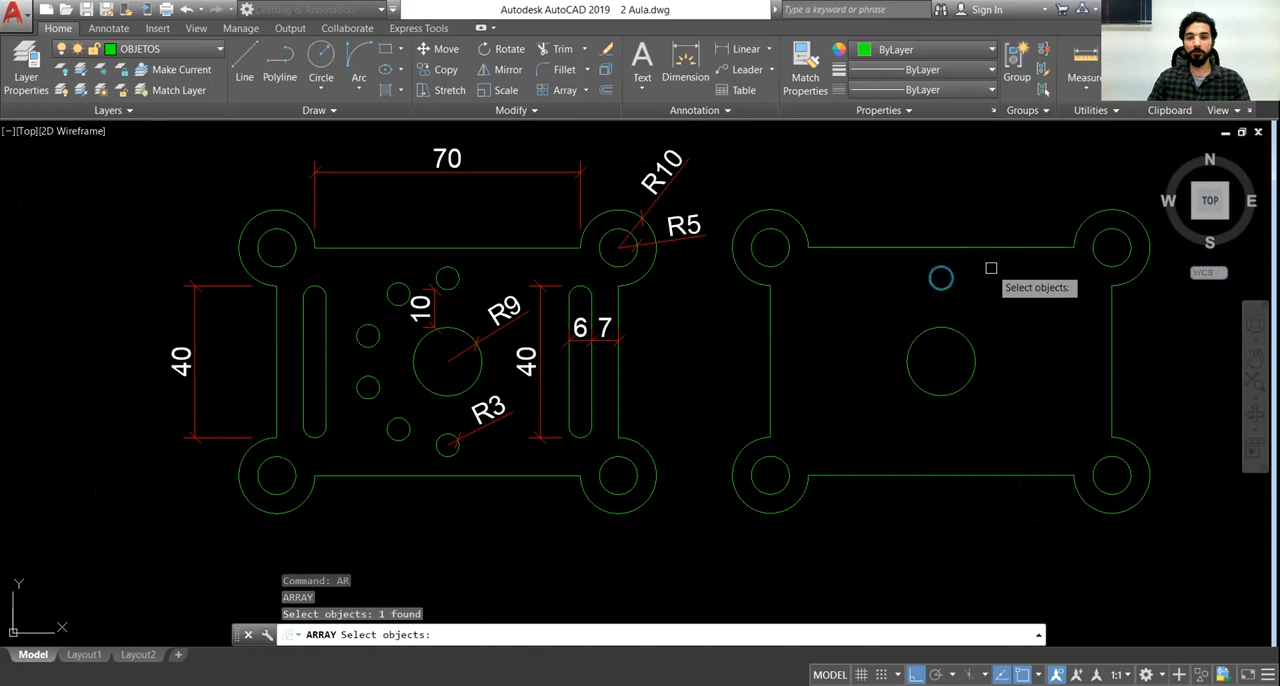 Drafting & Annotation
Autodesk AutoCAD 2019 2 Aula.dwg
Type a keyword or phrase
Sign In
Home Annotate Insert View Manage Output Collaborate Express Tools
OBJETOS
Layer Properties
Make Current
Match Layer
Layers
Line
Polyline
Circle
Arc
Draw
Move
Rotate
Trim
Copy
Mirror
Fillet
Stretch
Scale
Array
Modify
Text
Dimension
Linear
Leader
Table
Annotation
Match Properties
ByLayer
ByLayer
ByLayer
Properties
Group
Groups
Measure
Utilities
Clipboard
View
[−][Top][2D Wireframe]
70
R10
R5
40
10
R9
40
6
7
R3
N
W
TOP
E
S
WCS
Select objects:
Y
X
Command: AR
ARRAY
Select objects: 1 found
ARRAY Select objects:
Model Layout1 Layout2 +
MODEL
1:1